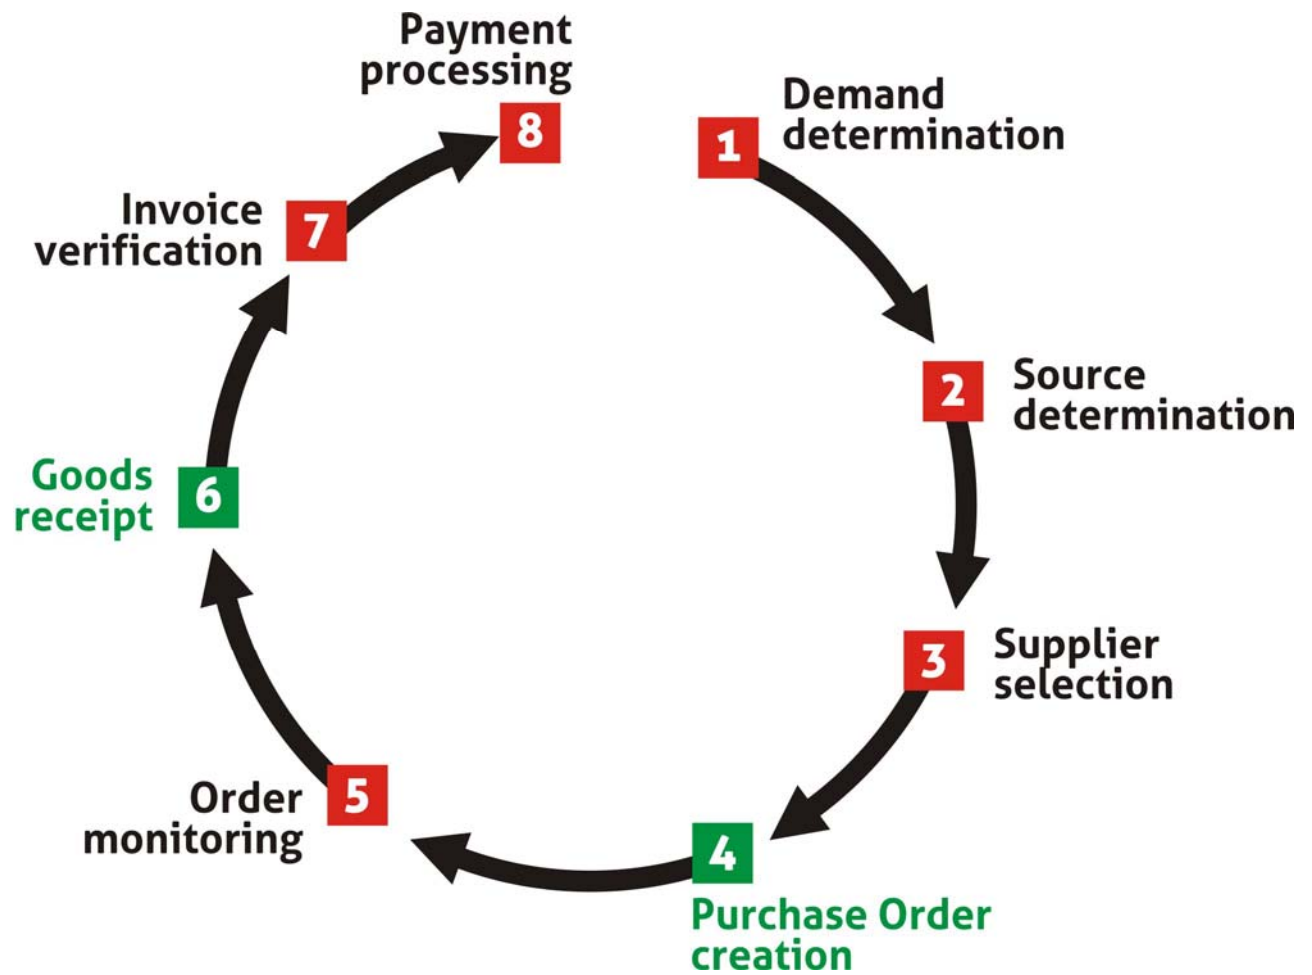 1
Demand
determination
2
Source
determination
3
Supplier
selection
4
Purchase Order
creation
5
Order
monitoring
6
Goods
receipt
7
Invoice
verification
8
Payment
processing